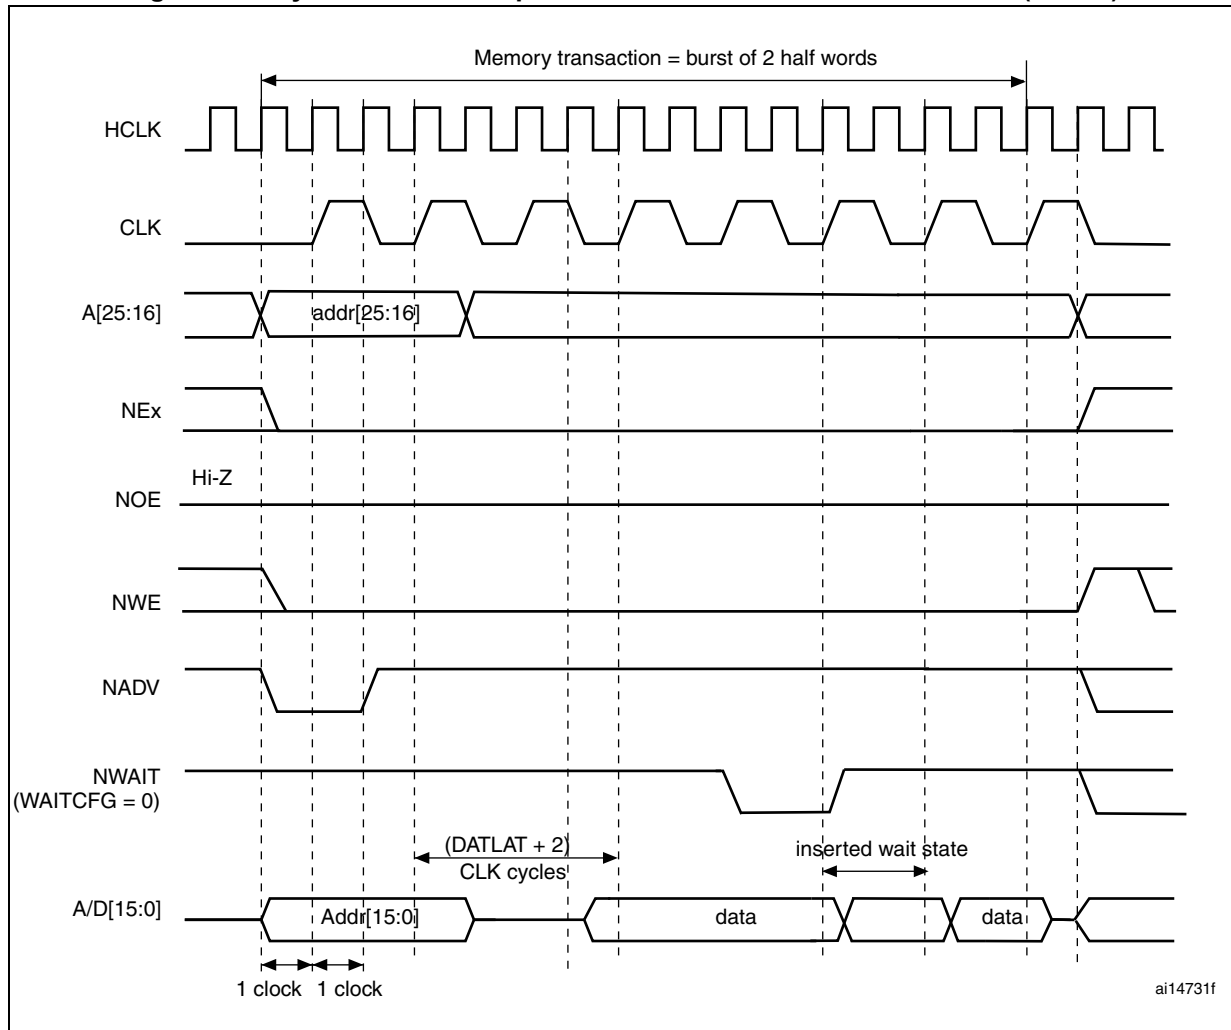 Memory transaction = burst of 2 half words
HCLK
CLK
A[25:16]
addr[25:16]
NEx
Hi-Z
NOE
NWE
NADV
NWAIT
(WAITCFG = 0)
(DATLAT + 2)
CLK cycles
inserted wait state
A/D[15:0]
Addr[15:0]
data
data
1 clock
1 clock
ai14731f